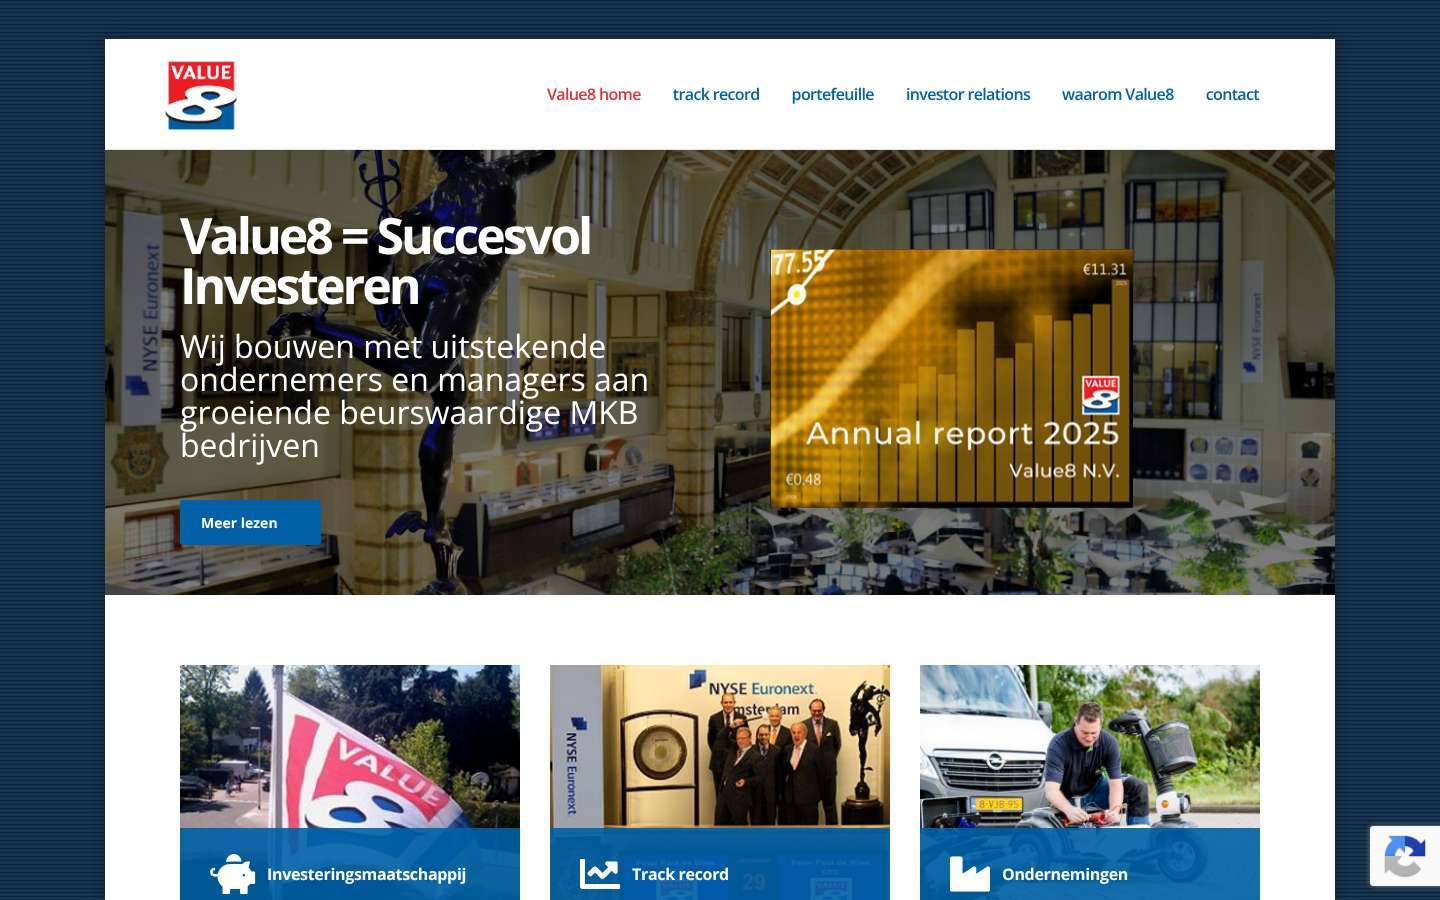 VALUE
8
Value8 home
track record
portefeuille
investor relations
waarom Value8
contact
Value8 = Succesvol
Investeren
Wij bouwen met uitstekende
ondernemers en managers aan
groeiende beurswaardige MKB
bedrijven
Meer lezen
NYSE Euronext
77.55
€11.31
VALUE
8
Annual report 2025
Value8 N.V.
€0.48
NYSE Euronext
VALUE
8
Investeringsmaatschappij
NYSE Euronext
Amsterdam
NYSE Euronext
29
Track record
8-VJB-95
Ondernemingen